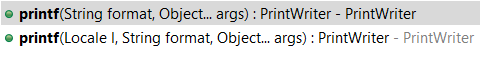 printf(String format, Object... args) : PrintWriter - PrintWriter
printf(Locale l, String format, Object... args) : PrintWriter - PrintWriter